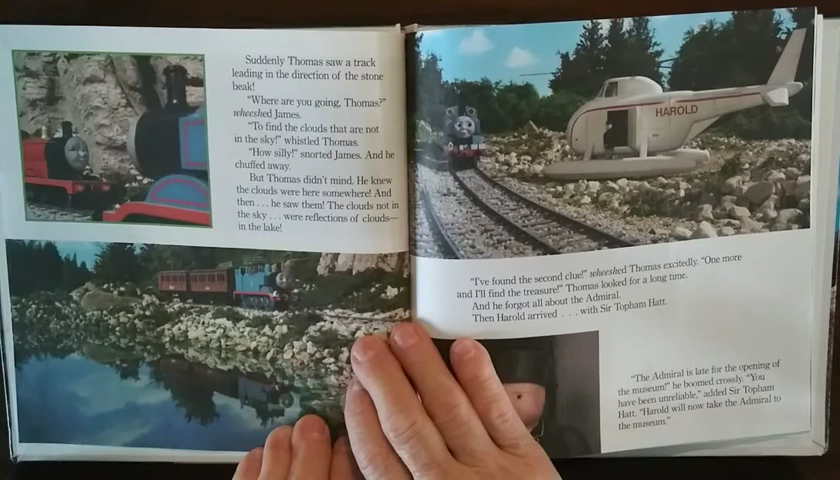 Suddenly Thomas saw a track
leading in the direction of the stone
beak!
"Where are you going, Thomas?"
wheeshed James.
"To find the clouds that are not
in the sky!" whistled Thomas.
"How silly!" snorted James. And he
chuffed away.
But Thomas didn't mind. He knew
the clouds were here somewhere! And
then . . . he saw them! The clouds not in
the sky . . . were reflections of clouds—
in the lake!
HAROLD
"I've found the second clue!" wheeshed Thomas excitedly. "One more
and I'll find the treasure!" Thomas looked for a long time.
And he forgot all about the Admiral.
Then Harold arrived . . . with Sir Topham Hatt.
"The Admiral is late for the opening of
the museum!" he boomed crossly. "You
have been unreliable," added Sir Topham
Hatt. "Harold will now take the Admiral to
the museum."